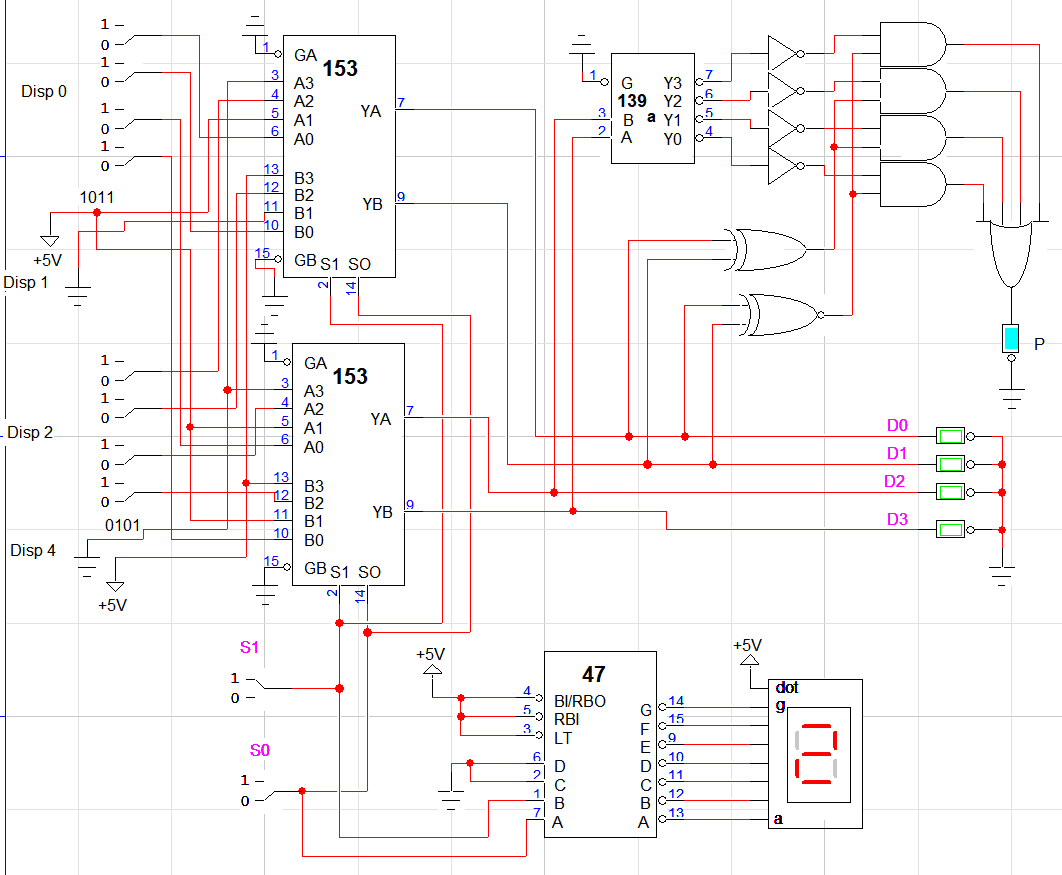 1
0
1
0
Disp 0
1
0
1
0
1011
+5V
Disp 1
1 GA 153
3 A3
4 A2 YA 7
5 A1
6 A0
13 B3
12 B2
11 B1 YB 9
10 B0
15 GB S1 SO
2 14
1 G Y3 7
139 a Y2 6
3 B Y1 5
2 A Y0 4
P
1
0
1
0
Disp 2
1
0
1
0
0101
Disp 4
+5V
1 GA 153
3 A3
4 A2 YA 7
5 A1
6 A0
13 B3
12 B2
11 B1 YB 9
10 B0
15 GB S1 SO
2 14
D0
D1
D2
D3
S1
1
0
S0
1
0
+5V
47
4 BI/RBO G 14
5 RBI F 15
3 LT E 9
6 D D 10
2 C C 11
1 B B 12
7 A A 13
+5V
dot
g
2
a